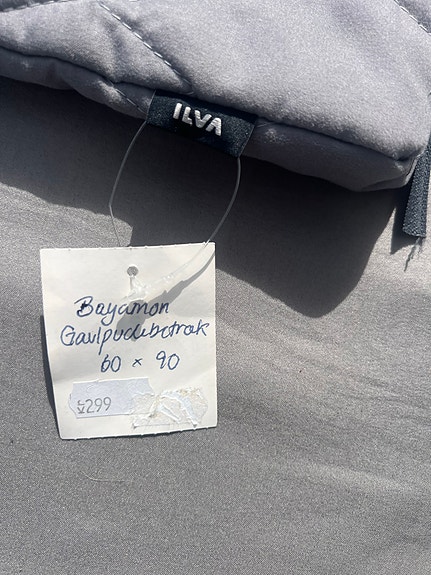 ILVA
Bayamon
Gavlpudebetræk
60 × 90
299